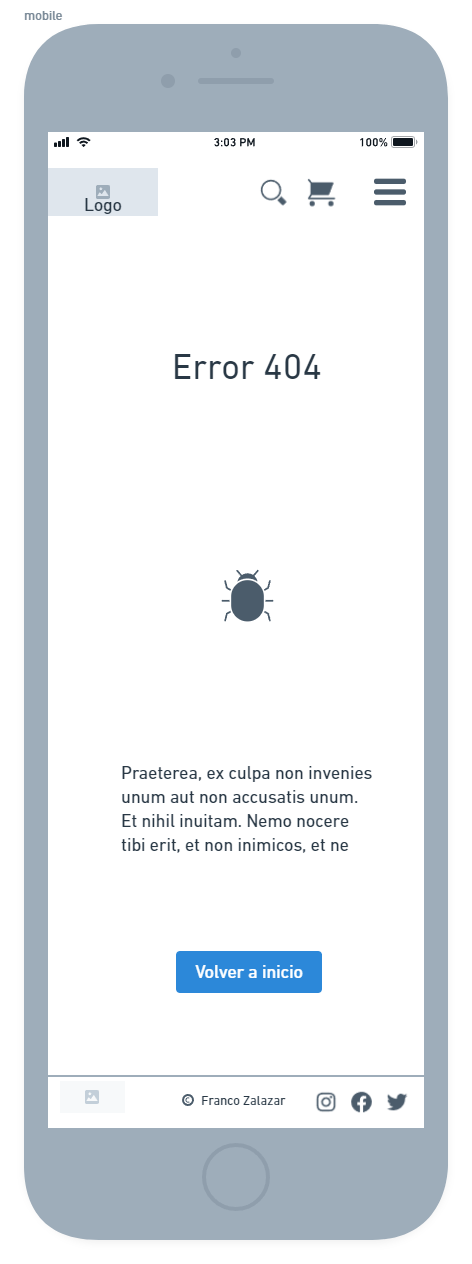 mobile
3:03 PM
100%
Logo
Error 404
Praeterea, ex culpa non invenies
unum aut non accusatis unum.
Et nihil inuitam. Nemo nocere
tibi erit, et non inimicos, et ne
Volver a inicio
© Franco Zalazar